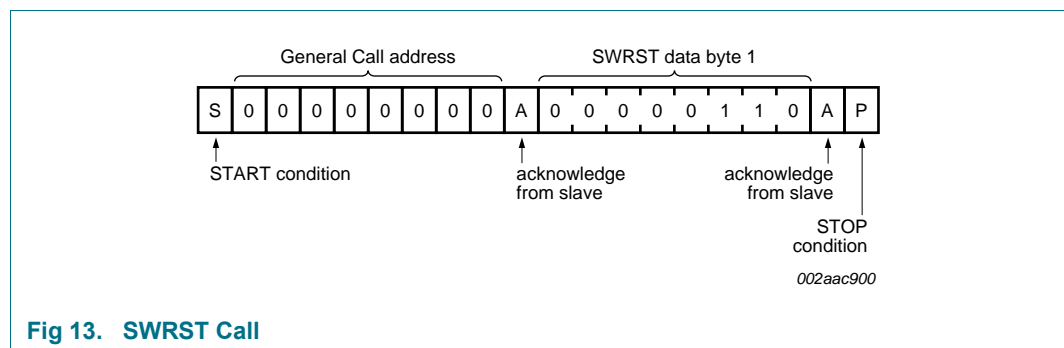 General Call address SWRST data byte 1
S 0 0 0 0 0 0 0 0 A 0 0 0 0 0 1 1 0 A P
START condition acknowledge from slave acknowledge from slave
STOP condition
002aac900
Fig 13. SWRST Call